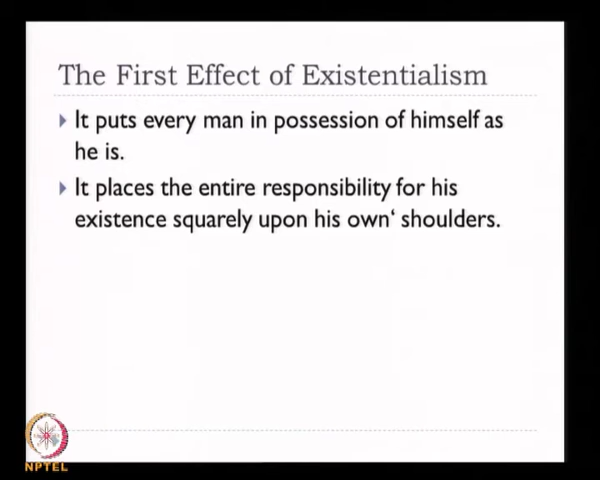 The First Effect of Existentialism
It puts every man in possession of himself as
he is.
It places the entire responsibility for his
existence squarely upon his own‘ shoulders.
NPTEL